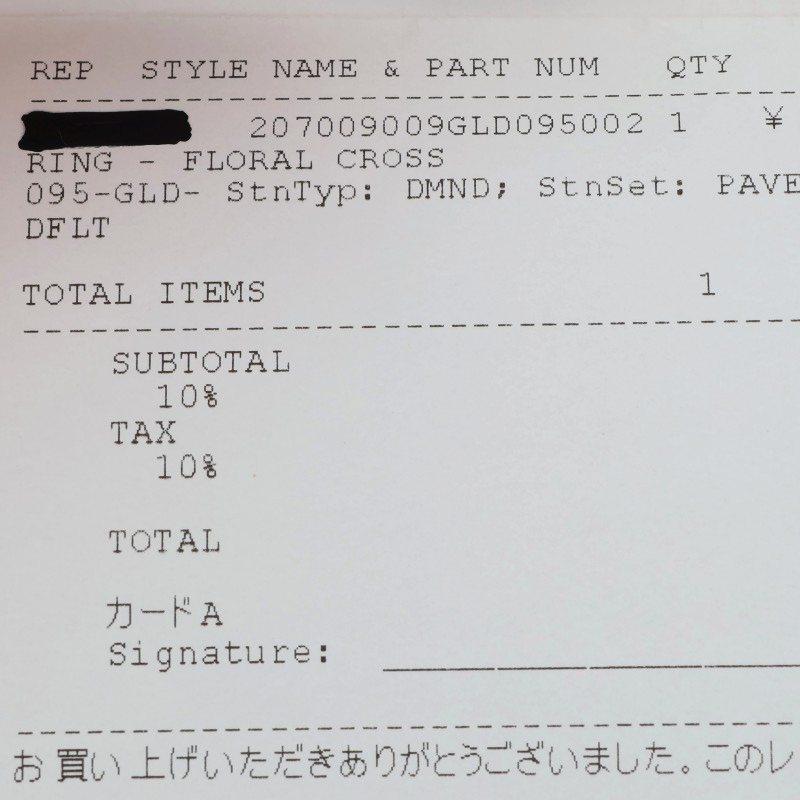 REP STYLE NAME & PART NUM QTY
207009009GLD095002 1 ¥
RING - FLORAL CROSS
095-GLD- StnTyp: DMND; StnSet: PAVE
DFLT
TOTAL ITEMS 1
SUBTOTAL
10%
TAX
10%
TOTAL
カードA
Signature:
お買い上げいただきありがとうございました。このレ